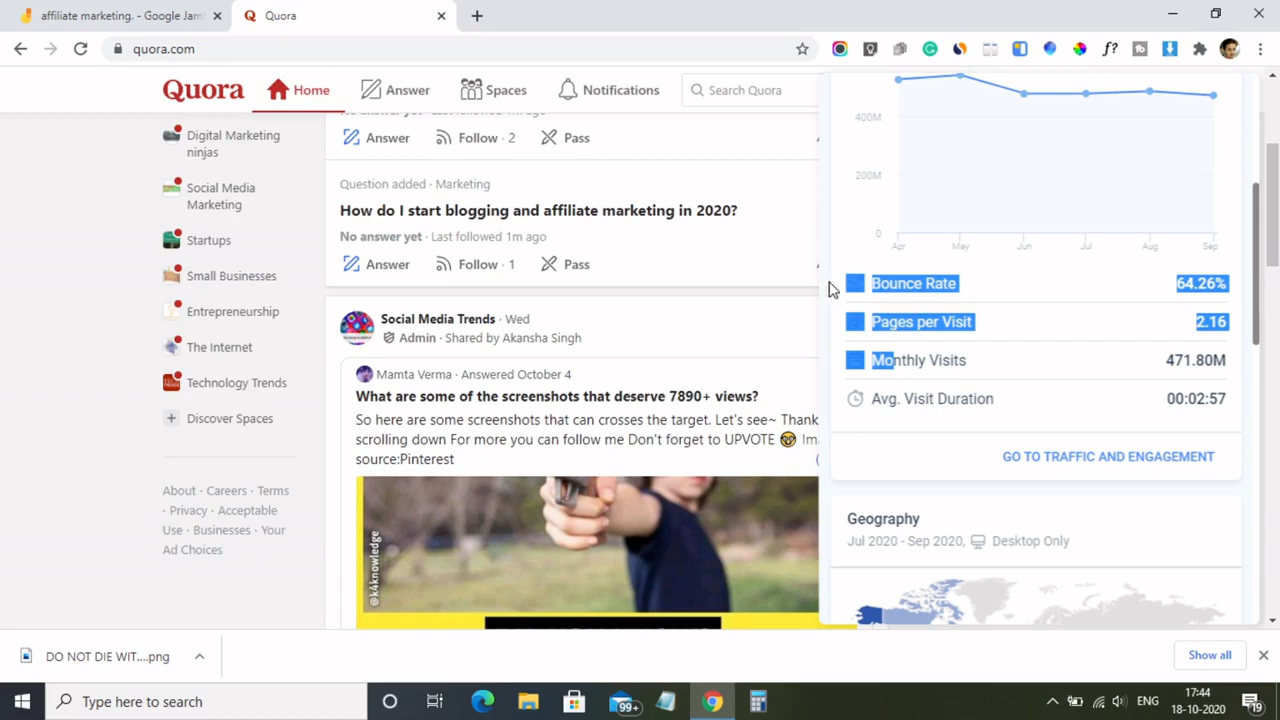 affiliate marketing. - Google Jam
Quora
quora.com
f?
Quora
Home
Answer
Spaces
Notifications
Search Quora
Digital Marketing
ninjas
Social Media
Marketing
Startups
Small Businesses
Entrepreneurship
The Internet
Technology Trends
Discover Spaces
About · Careers · Terms
· Privacy · Acceptable
Use · Businesses · Your
Ad Choices
Answer
Follow · 2
Pass
Question added · Marketing
How do I start blogging and affiliate marketing in 2020?
No answer yet · Last followed 1m ago
Answer
Follow · 1
Pass
Social Media Trends · Wed
Admin · Shared by Akansha Singh
Mamta Verma · Answered October 4
What are some of the screenshots that deserve 7890+ views?
So here are some screenshots that can crosses the target. Let's see~ Thank
scrolling down For more you can follow me Don't forget to UPVOTE
source:Pinterest
@k4knowledge
400M
200M
0
Apr May Jun Jul Aug Sep
Bounce Rate 64.26%
Pages per Visit 2.16
Monthly Visits 471.80M
Avg. Visit Duration 00:02:57
GO TO TRAFFIC AND ENGAGEMENT
Geography
Jul 2020 - Sep 2020, Desktop Only
DO NOT DIE WIT....png
Show all
Type here to search
99+
ENG
17:44
18-10-2020
19